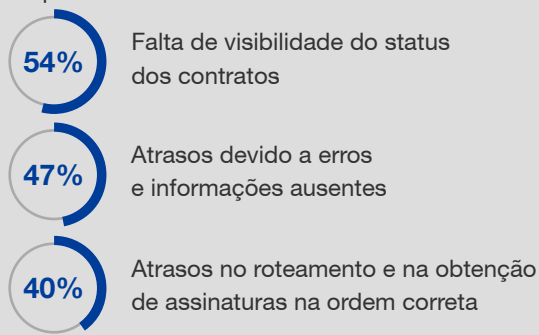 54%
Falta de visibilidade do status
dos contratos
47%
Atrasos devido a erros
e informações ausentes
40%
Atrasos no roteamento e na obtenção
de assinaturas na ordem correta